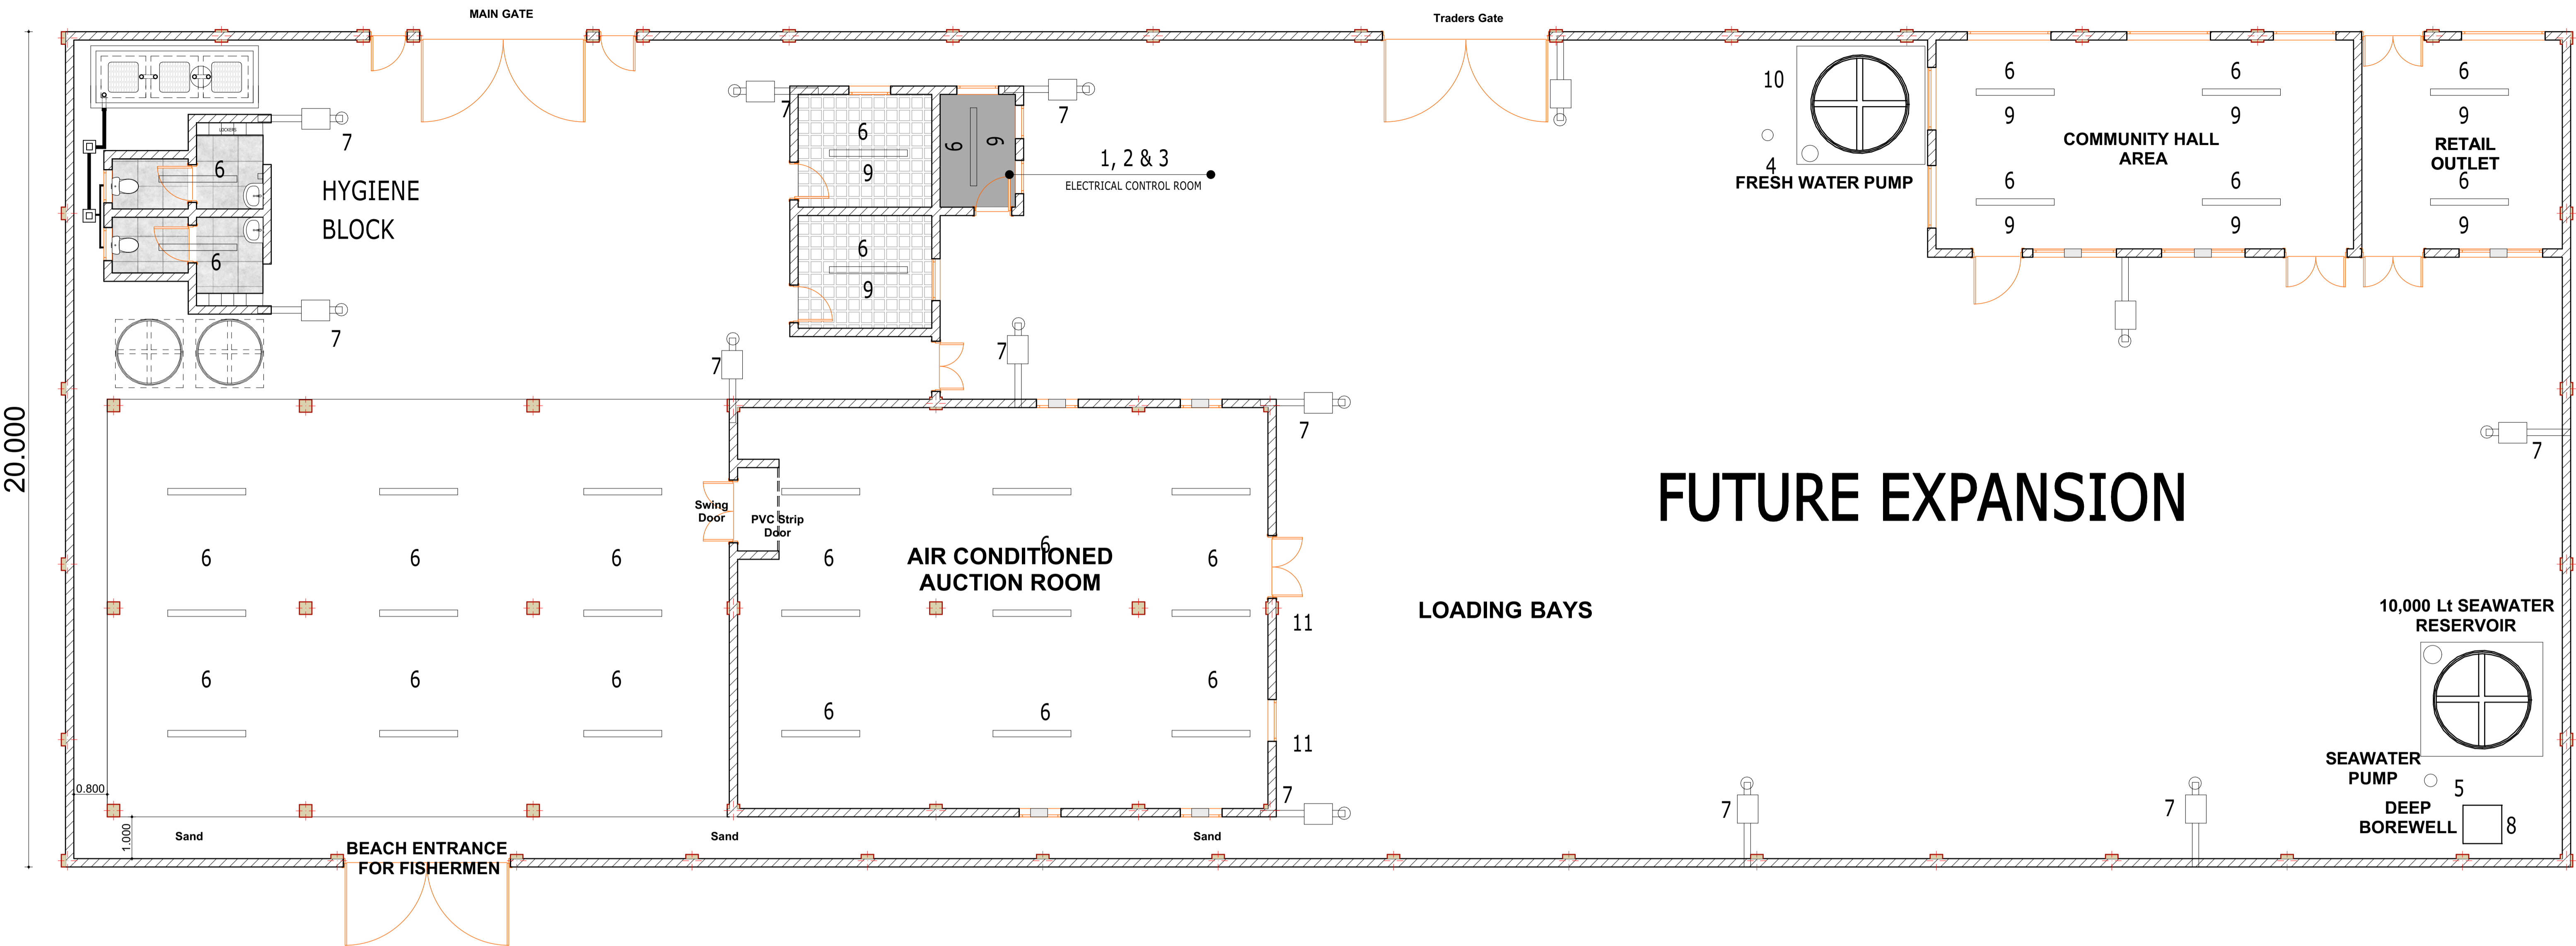 MAIN GATE
Traders Gate
LOCKERS
7
6
HYGIENE
BLOCK
6
7
7
6
9
6
9
7
1, 2 & 3
ELECTRICAL CONTROL ROOM
6
9
7
7
10
4
FRESH WATER PUMP
6
6
9
9
COMMUNITY HALL
AREA
6
6
9
9
6
9
RETAIL
OUTLET
6
9
20.000
7
7
FUTURE EXPANSION
Swing
Door
PVC Strip
Door
6
6
6
6
6
6
AIR CONDITIONED
AUCTION ROOM
LOADING BAYS
11
6
6
6
6
6
6
11
7
10,000 Lt SEAWATER
RESERVOIR
SEAWATER
PUMP
5
DEEP
BOREWELL
8
7
7
0.800
1.000
Sand
Sand
Sand
BEACH ENTRANCE
FOR FISHERMEN